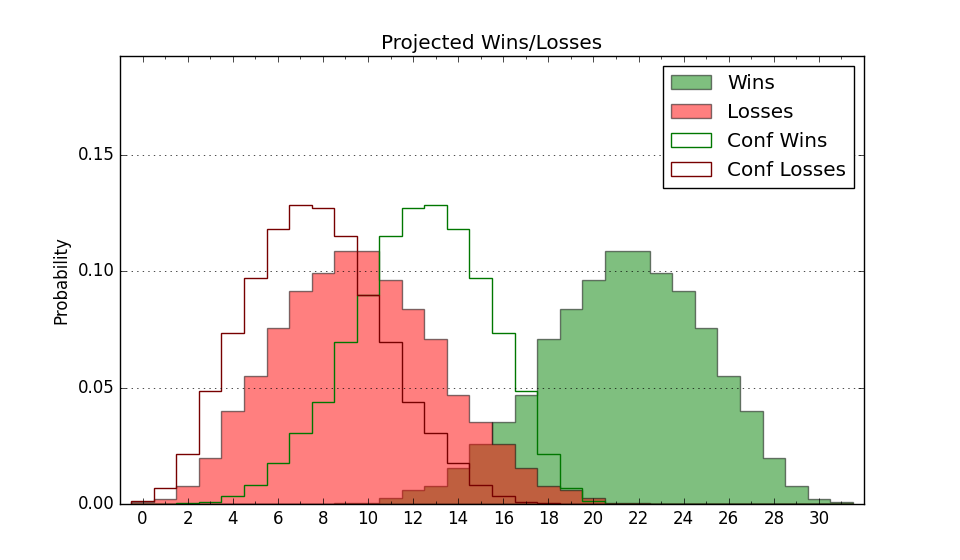 Projected Wins/Losses
Wins
Losses
Conf Wins
Conf Losses
Probability
0.15
0.10
0.05
0.00
0 2 4 6 8 10 12 14 16 18 20 22 24 26 28 30